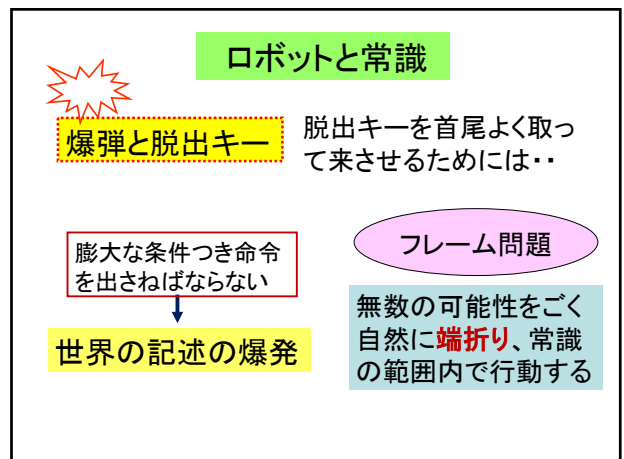 ロボットと常識
爆弾と脱出キー
脱出キーを首尾よく取っ
て来させるためには・・
膨大な条件つき命令
を出さねばならない
世界の記述の爆発
フレーム問題
無数の可能性をごく
自然に端折り、常識
の範囲内で行動する